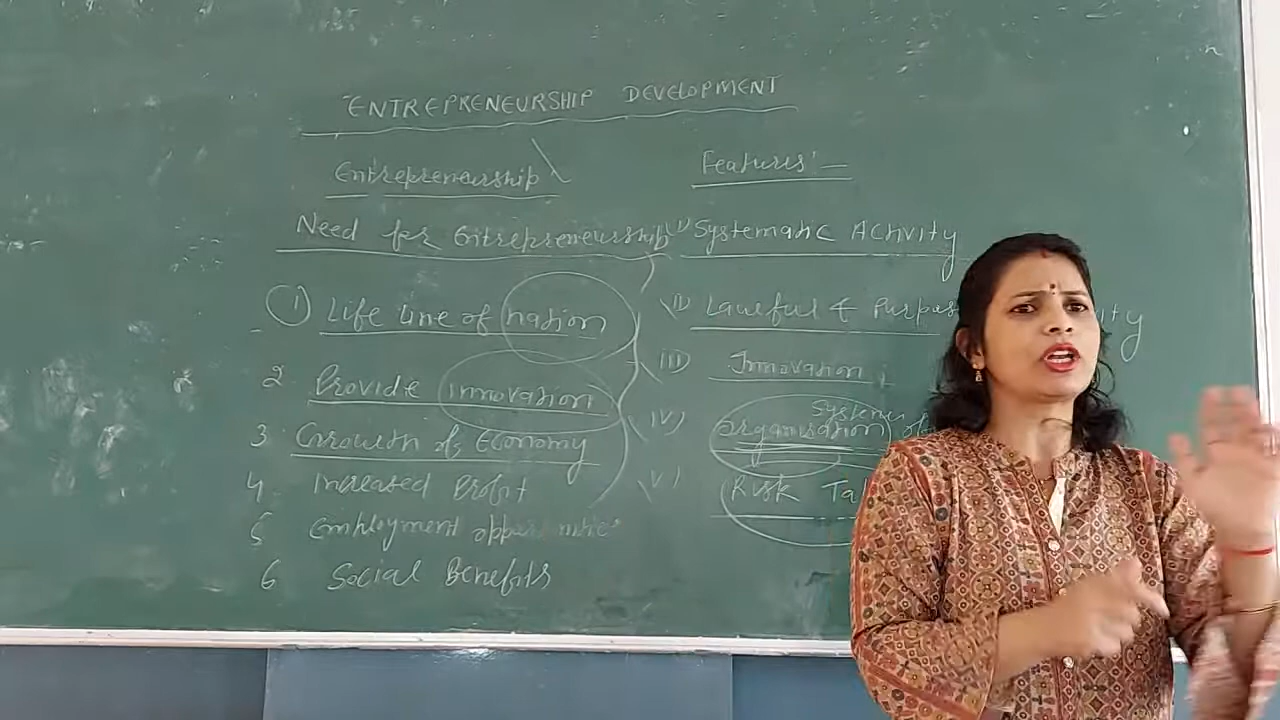 ENTREPRENEURSHIP DEVELOPMENT
Entrepreneurship
Need for Entrepreneurship
1 Life line of nation
2 Provide innovation
3 Growth of Economy
4 Increased Profit
5 Employment
6 Social Benefits
Features:-
(I) Systematic Activity
(II) Lawful & Purpos ity
III) Innovation
IV) organisation of
V) Risk Ta